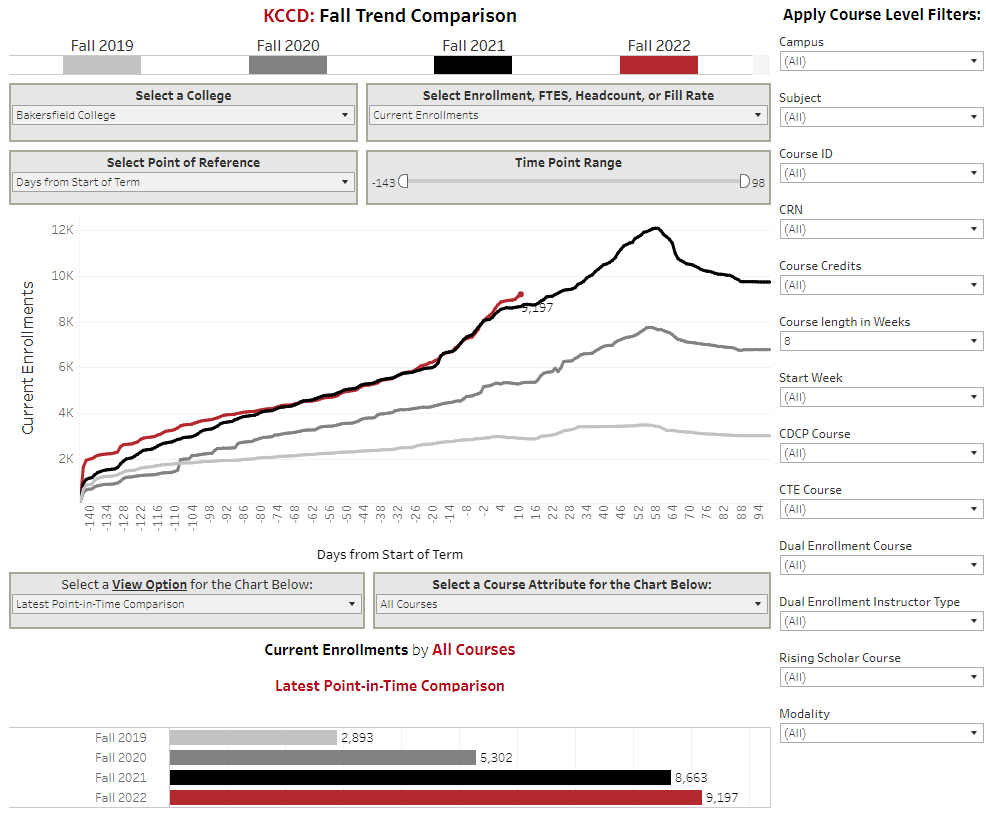 KCCD: Fall Trend Comparison
Fall 2019 Fall 2020 Fall 2021 Fall 2022
Select a College
Bakersfield College
Select Enrollment, FTES, Headcount, or Fill Rate
Current Enrollments
Select Point of Reference
Days from Start of Term
Time Point Range
-143 98
Current Enrollments
12K
10K
8K
6K
4K
2K
9,197
-140 -134 -128 -122 -116 -110 -104 -98 -92 -86 -80 -74 -68 -62 -56 -50 -44 -38 -32 -26 -20 -14 -8 -2 4 10 16 22 28 34 40 46 52 58 64 70 76 82 88 94
Days from Start of Term
Select a View Option for the Chart Below:
Latest Point-in-Time Comparison
Select a Course Attribute for the Chart Below:
All Courses
Current Enrollments by All Courses
Latest Point-in-Time Comparison
Fall 2019 2,893
Fall 2020 5,302
Fall 2021 8,663
Fall 2022 9,197
Apply Course Level Filters:
Campus
(All)
Subject
(All)
Course ID
(All)
CRN
(All)
Course Credits
(All)
Course length in Weeks
8
Start Week
(All)
CDCP Course
(All)
CTE Course
(All)
Dual Enrollment Course
(All)
Dual Enrollment Instructor Type
(All)
Rising Scholar Course
(All)
Modality
(All)